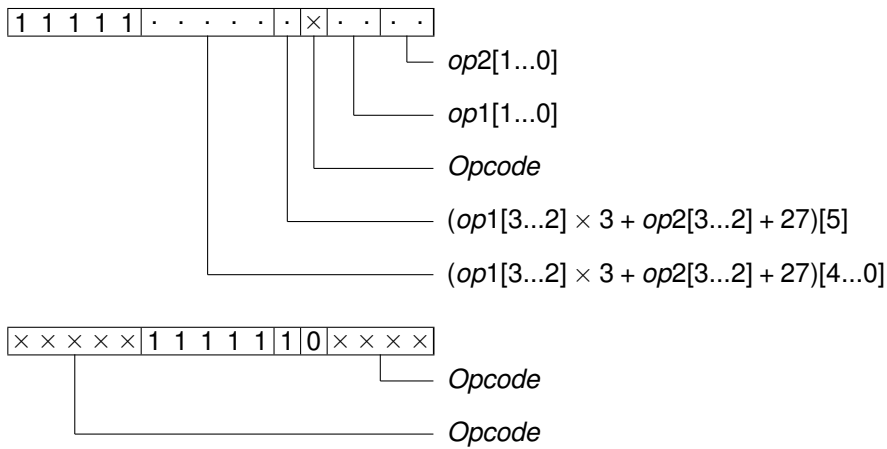 1 1 1 1 1 · · · · · · × · · · ·
op2[1...0]
op1[1...0]
Opcode
(op1[3...2] × 3 + op2[3...2] + 27)[5]
(op1[3...2] × 3 + op2[3...2] + 27)[4...0]
× × × × × 1 1 1 1 1 1 0 × × × ×
Opcode
Opcode